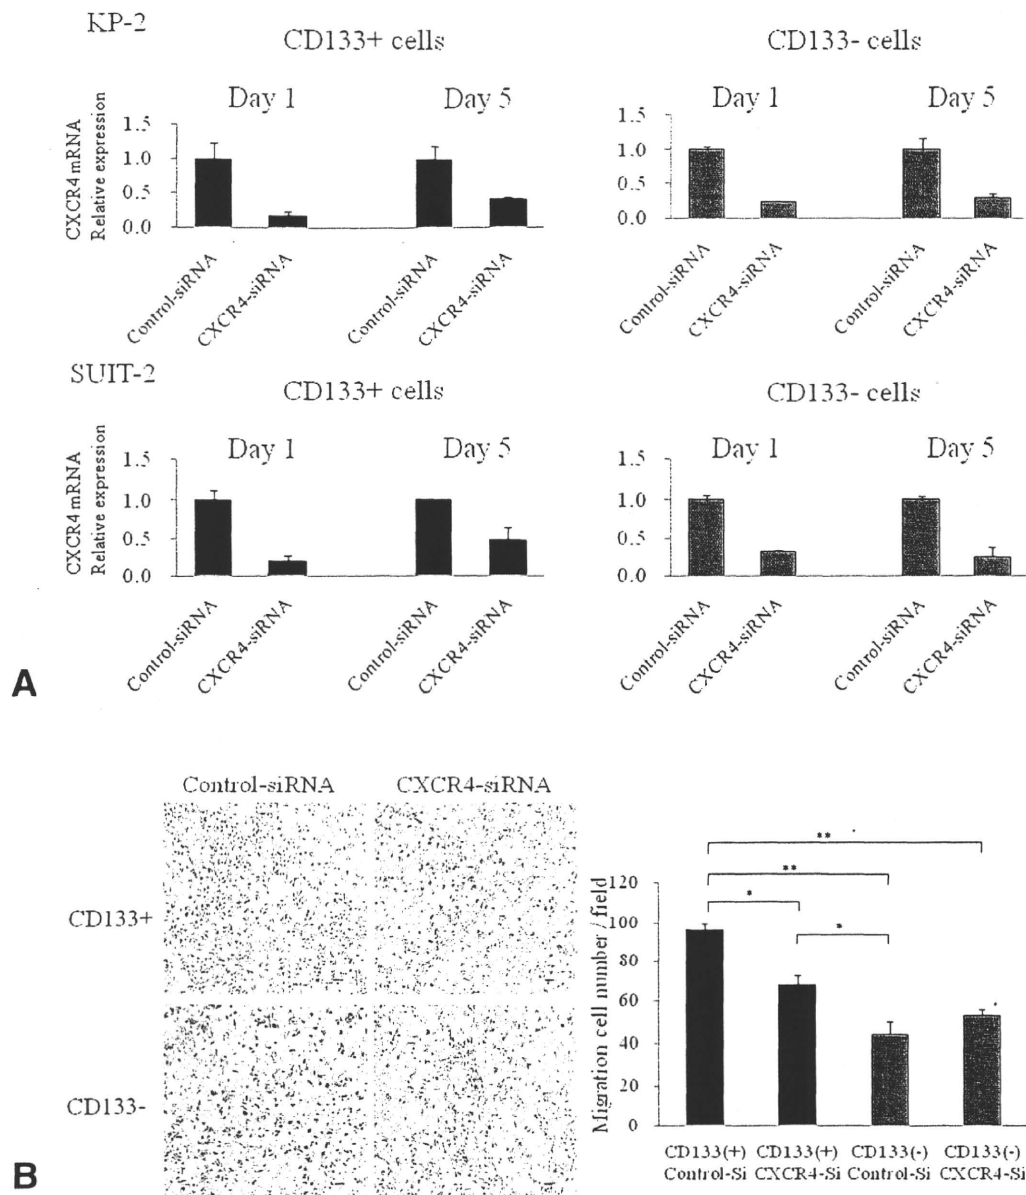 KP-2
CD133+ cells
CD133- cells
Day 1
Day 5
Day 1
Day 5
CXCR4 mRNA
Relative expression
1.5
1.0
0.5
0.0
1.5
1.0
0.5
0.0
Control-siRNA
CXCR4-siRNA
Control-siRNA
CXCR4-siRNA
Control-siRNA
CXCR4-siRNA
Control-siRNA
CXCR4-siRNA
SUIT-2
CD133+ cells
CD133- cells
Day 1
Day 5
Day 1
Day 5
CXCR4 mRNA
Relative expression
1.5
1.0
0.5
0.0
1.5
1.0
0.5
0.0
Control-siRNA
CXCR4-siRNA
Control-siRNA
CXCR4-siRNA
Control-siRNA
CXCR4-siRNA
Control-siRNA
CXCR4-siRNA
A
Control-siRNA
CXCR4-siRNA
CD133+
CD133-
**
**
*
*
Migration cell number / field
120
100
80
60
40
20
0
CD133(+) CD133(+) CD133(-) CD133(-)
Control-Si CXCR4-Si Control-Si CXCR4-Si
B